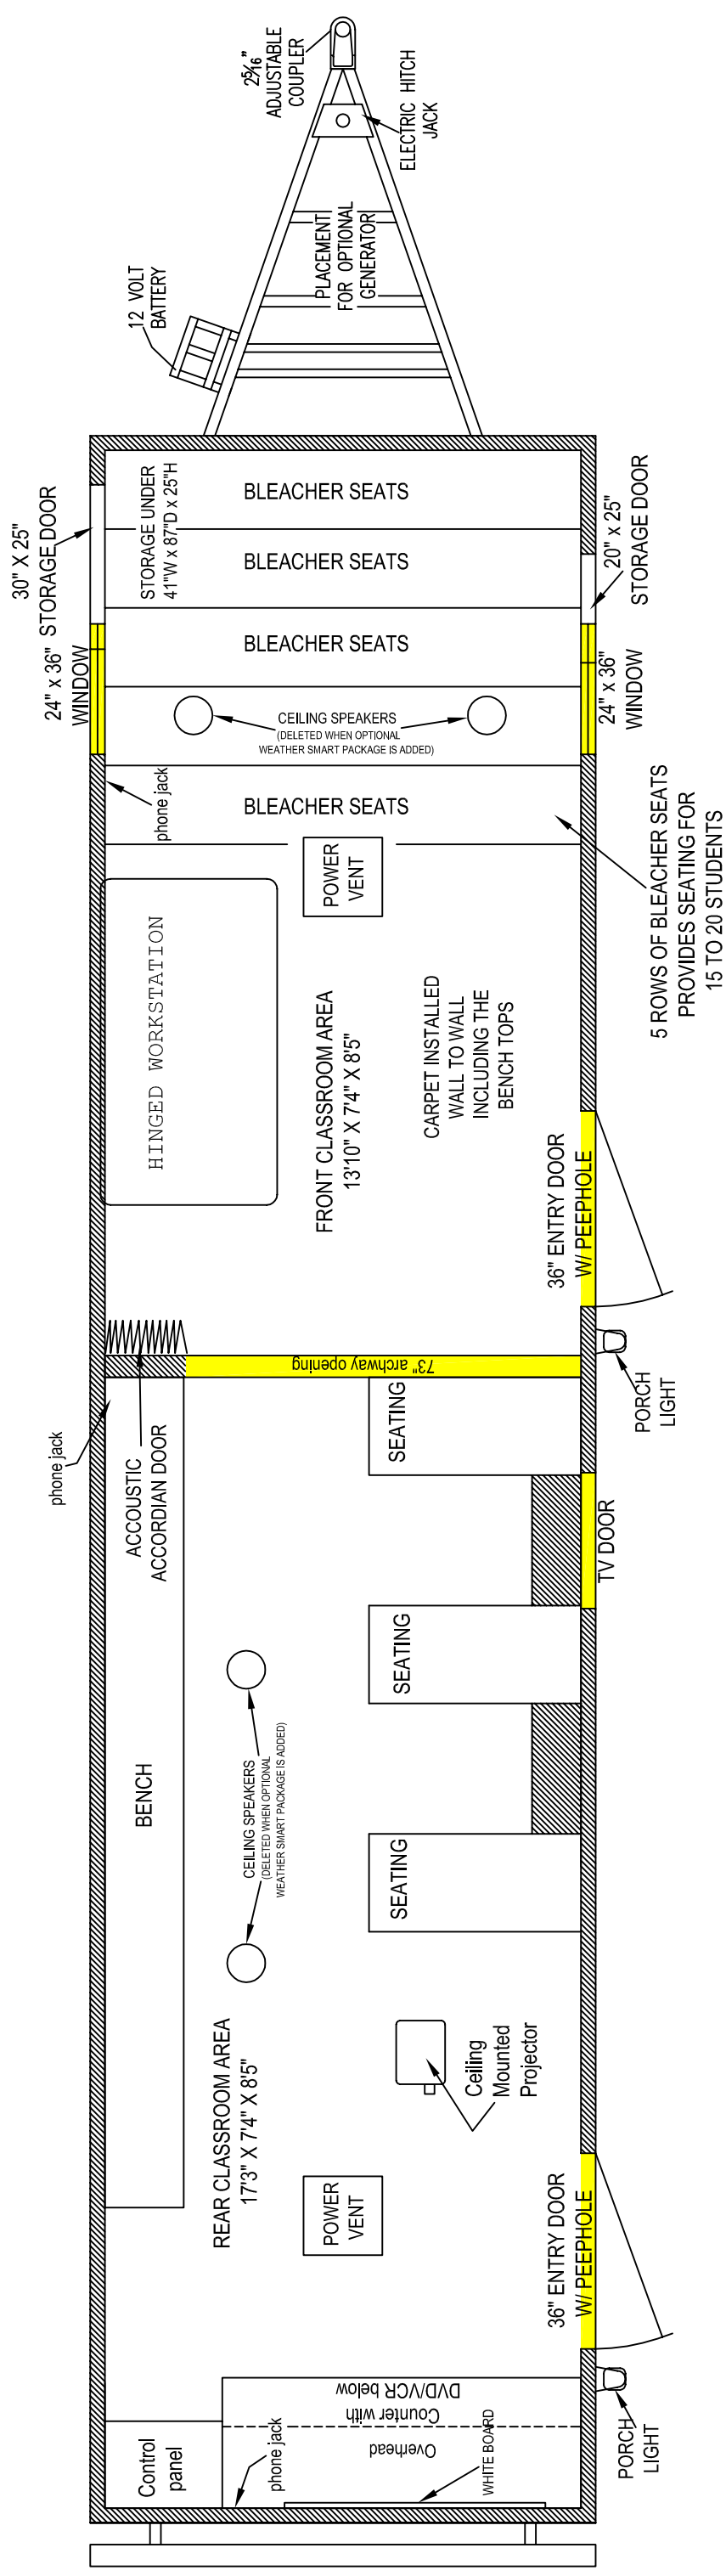 2 5/16"
ADJUSTABLE
COUPLER
ELECTRIC HITCH
JACK
PLACEMENT
FOR OPTIONAL
GENERATOR
12 VOLT
BATTERY
30" X 25"
STORAGE DOOR
24" x 36"
WINDOW
STORAGE UNDER
41"W x 87"D x 25"H
BLEACHER SEATS
BLEACHER SEATS
BLEACHER SEATS
20" x 25"
STORAGE DOOR
24" x 36"
WINDOW
CEILING SPEAKERS
(DELETED WHEN OPTIONAL
WEATHER SMART PACKAGE IS ADDED)
phone jack
BLEACHER SEATS
POWER
VENT
5 ROWS OF BLEACHER SEATS
PROVIDES SEATING FOR
15 TO 20 STUDENTS
HINGED WORKSTATION
FRONT CLASSROOM AREA
13'10" X 7'4" X 8'5"
CARPET INSTALLED
WALL TO WALL
INCLUDING THE
BENCH TOPS
36" ENTRY DOOR
W/ PEEPHOLE
PORCH
LIGHT
73" archway opening
phone jack
ACCOUSTIC
ACCORDIAN DOOR
SEATING
TV DOOR
BENCH
SEATING
CEILING SPEAKERS
(DELETED WHEN OPTIONAL
WEATHER SMART PACKAGE IS ADDED)
SEATING
REAR CLASSROOM AREA
17'3" X 7'4" X 8'5"
Ceiling
Mounted
Projector
POWER
VENT
36" ENTRY DOOR
W/ PEEPHOLE
PORCH
LIGHT
Control
panel
Overhead
Counter with
DVD/VCR below
phone jack
WHITE BOARD